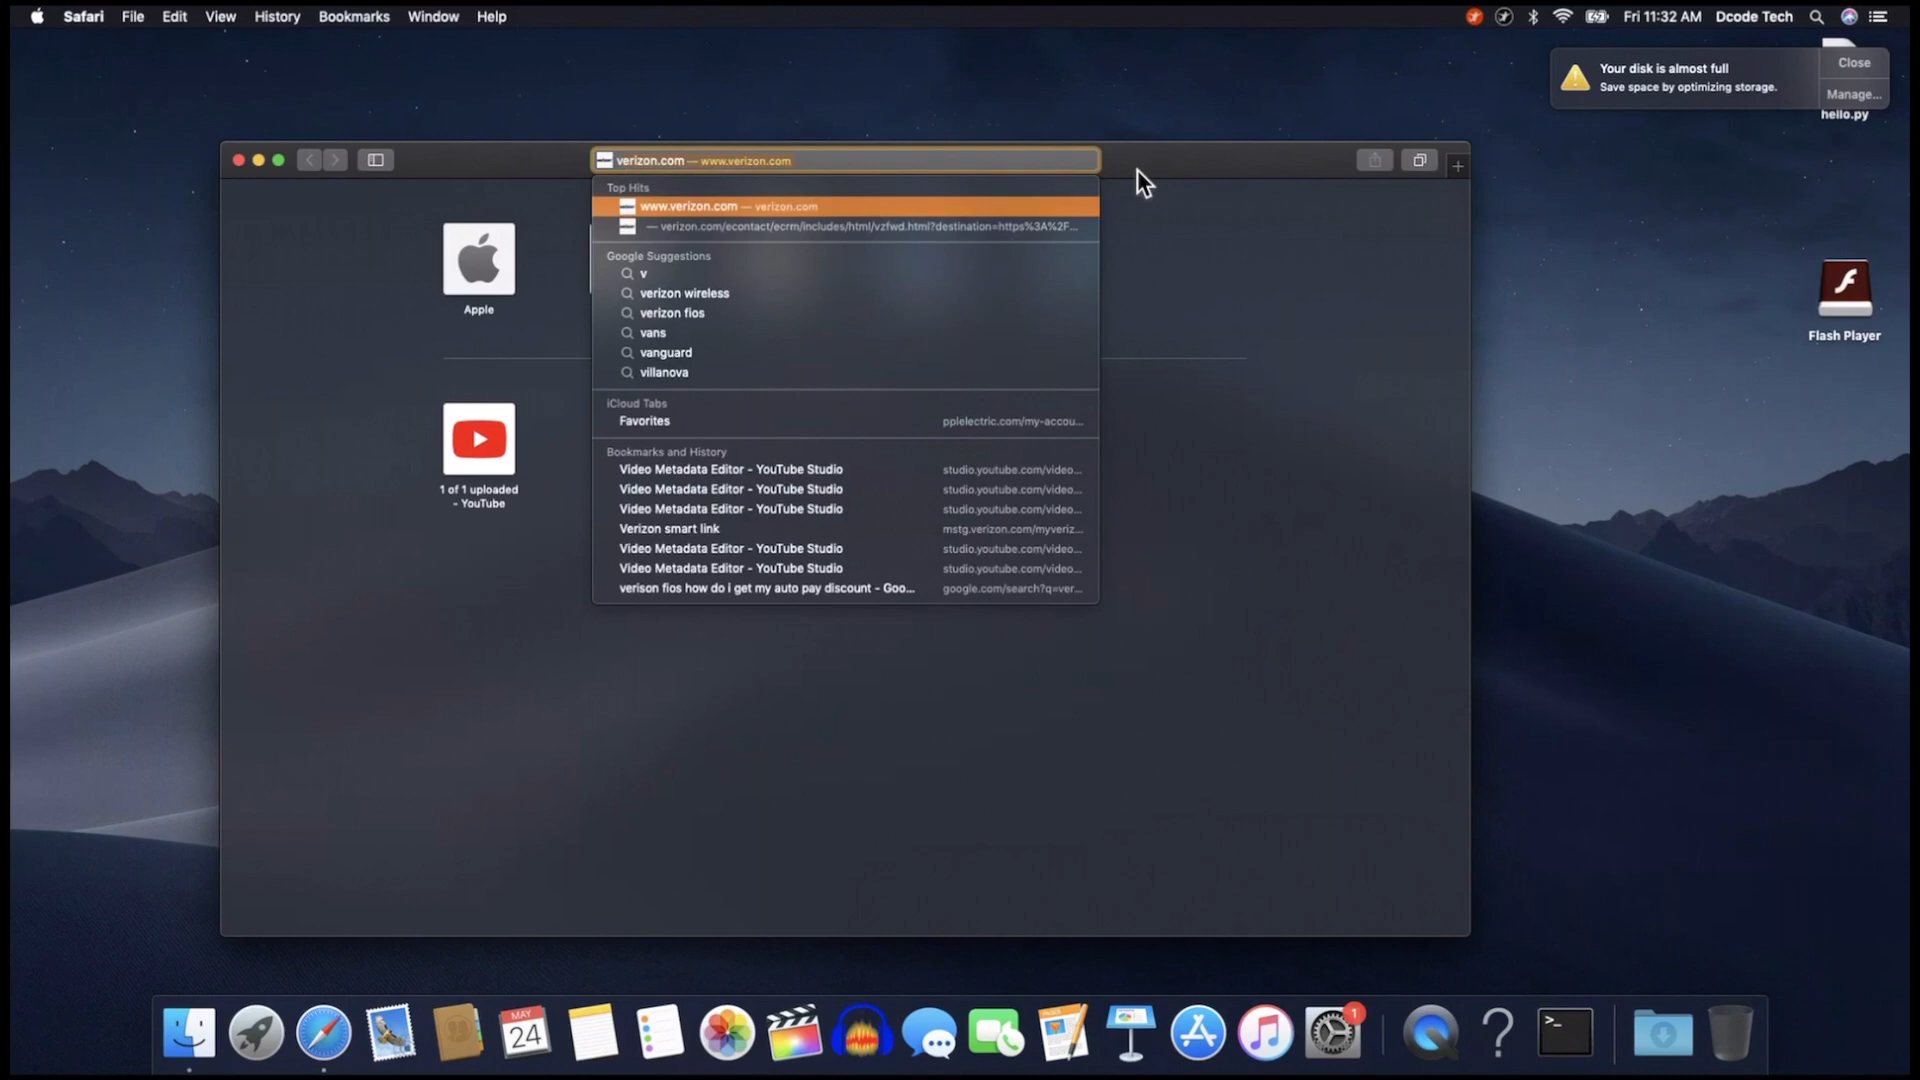 Safari File Edit View History Bookmarks Window Help
Fri 11:32 AM Dcode Tech
Your disk is almost full
Save space by optimizing storage.
Close
Manage...
hello.py
verizon.com — www.verizon.com
Top Hits
www.verizon.com — verizon.com
— verizon.com/econtact/ecrm/includes/html/vzfwd.html?destination=https%3A%2F...
Google Suggestions
v
verizon wireless
verizon fios
vans
vanguard
villanova
iCloud Tabs
Favorites pplelectric.com/my-accou...
Bookmarks and History
Video Metadata Editor - YouTube Studio studio.youtube.com/video...
Video Metadata Editor - YouTube Studio studio.youtube.com/video...
Video Metadata Editor - YouTube Studio studio.youtube.com/video...
Verizon smart link mstg.verizon.com/myveriz...
Video Metadata Editor - YouTube Studio studio.youtube.com/video...
Video Metadata Editor - YouTube Studio studio.youtube.com/video...
verison fios how do i get my auto pay discount - Goo... google.com/search?q=ver...
Apple
1 of 1 uploaded
- YouTube
Flash Player
MAY
24
PAGES
1